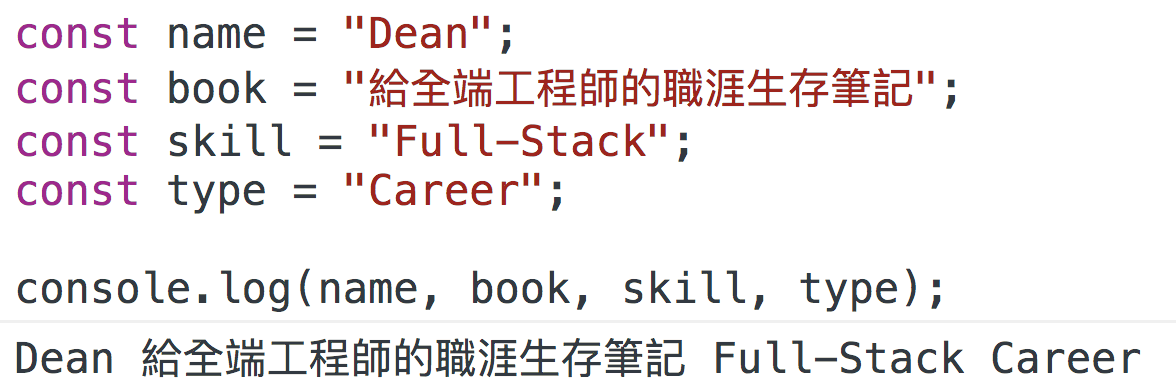 const name = "Dean";
const book = "給全端工程師的職涯生存筆記";
const skill = "Full-Stack";
const type = "Career";
console.log(name, book, skill, type);
Dean 給全端工程師的職涯生存筆記 Full-Stack Career